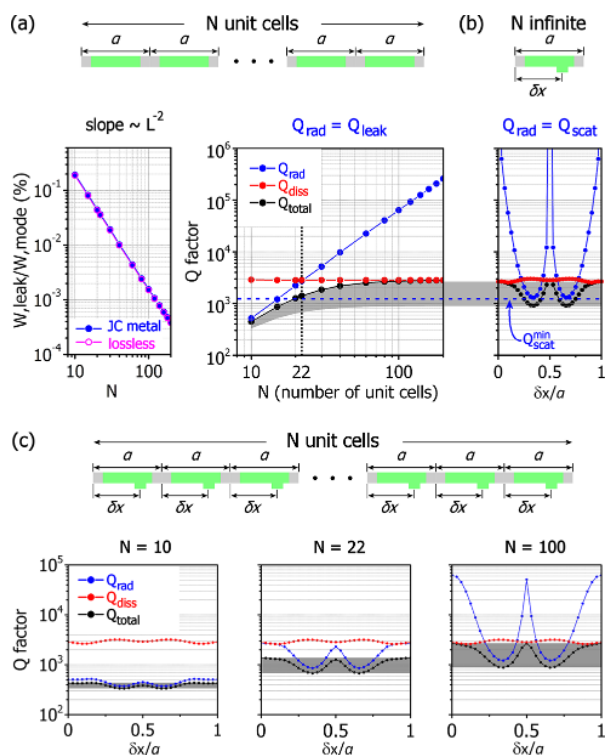 (a)
N unit cells
a a a a
(b)
N infinite
a
δx
slope ~ L⁻²
W,leak/W,mode (%)
10⁻¹
10⁻²
10⁻³
10⁻⁴
JC metal
lossless
10 100
N
Q_rad = Q_leak
Q factor
10⁶
10⁵
10⁴
10³
10²
Q_rad
Q_diss
Q_total
10 22 100
N (number of unit cells)
Q_rad = Q_scat
Q_scat^min
0 0.5 1
δx/a
(c)
N unit cells
a a a a a a
δx δx δx δx δx δx
N = 10
N = 22
N = 100
Q factor
10⁵
10⁴
10³
10²
Q_rad
Q_diss
Q_total
0 0.5 1
0 0.5 1
0 0.5 1
δx/a
δx/a
δx/a